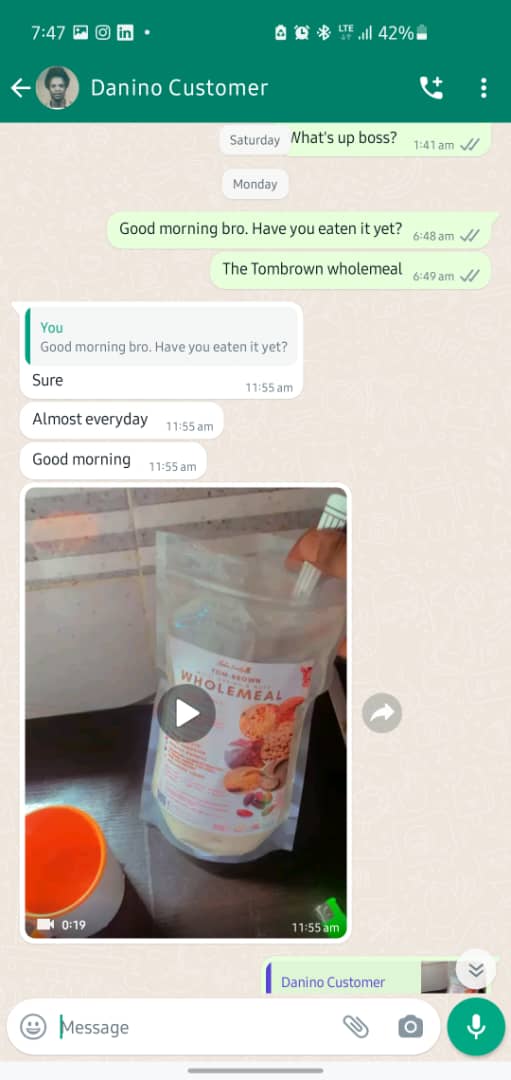 7:47
LTE
42%
Danino Customer
Saturday
What's up boss?
1:41 am
Monday
Good morning bro. Have you eaten it yet?
6:48 am
The Tombrown wholemeal
6:49 am
You
Good morning bro. Have you eaten it yet?
Sure
11:55 am
Almost everyday
11:55 am
Good morning
11:55 am
TOM-BROWN
WHOLEMEAL
0:19
11:55 am
Danino Customer
Message